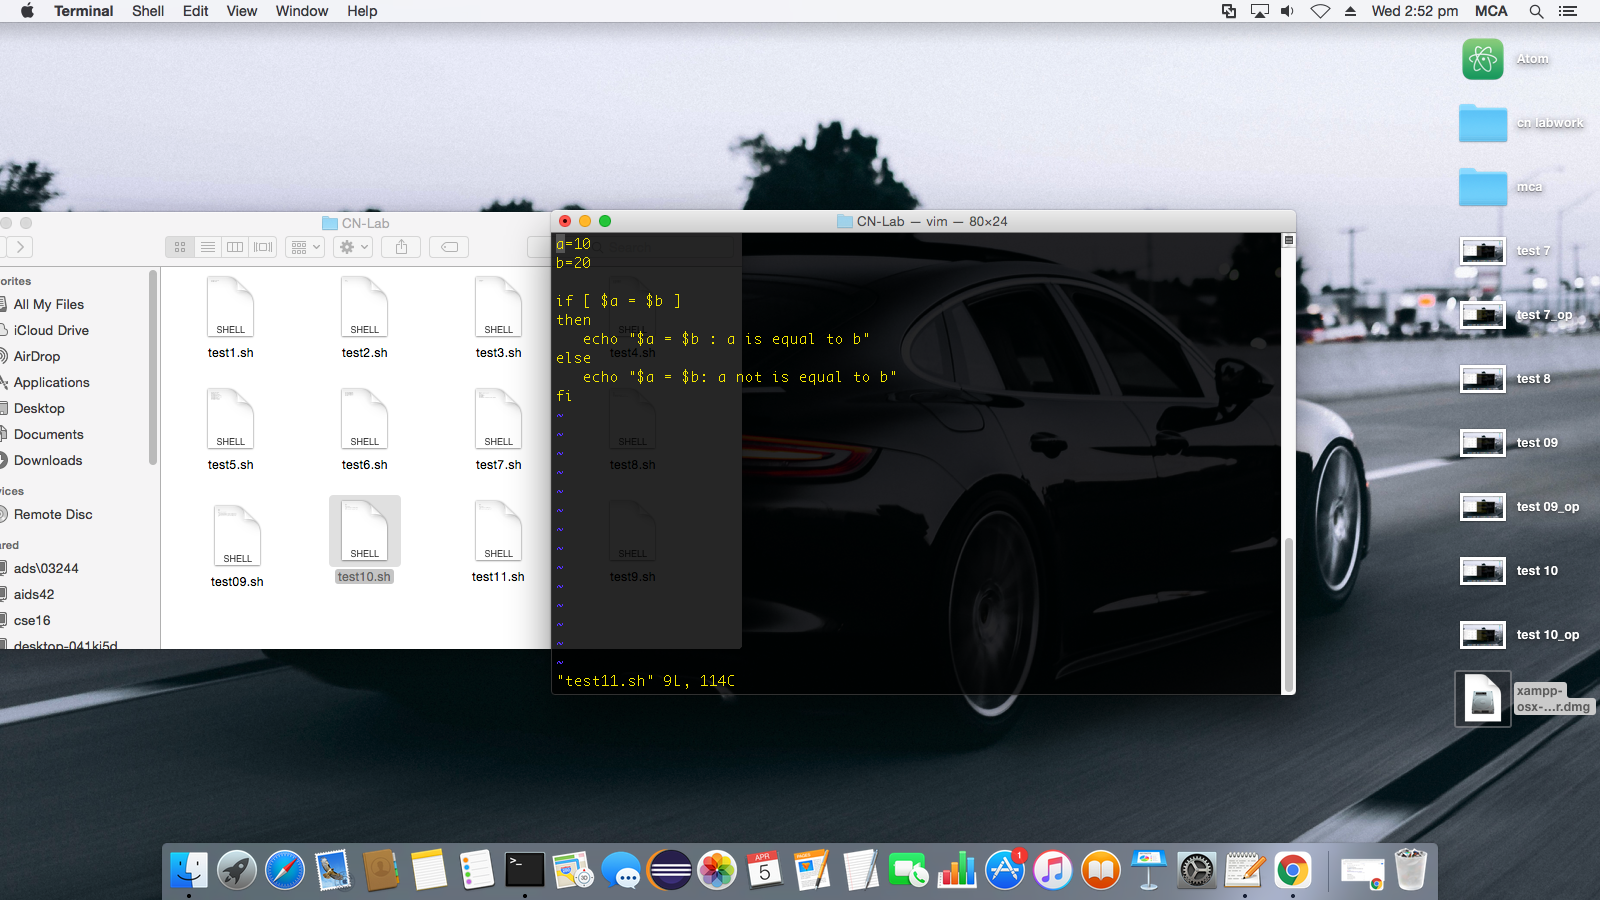 Terminal Shell Edit View Window Help
Wed 2:52 pm MCA
Atom
cn labwork
mca
test 7
test 7_op
test 8
test 09
test 09_op
test 10
test 10_op
xampp-
osx-...r.dmg
CN-Lab
orites
All My Files
iCloud Drive
AirDrop
Applications
Desktop
Documents
Downloads
vices
Remote Disc
ared
ads\03244
aids42
cse16
desktop-041ki5d
SHELL SHELL SHELL
test1.sh test2.sh test3.sh test4.sh
SHELL SHELL SHELL SHELL
test5.sh test6.sh test7.sh test8.sh
SHELL SHELL SHELL SHELL
test09.sh test10.sh test11.sh test9.sh
CN-Lab — vim — 80×24
a=10
b=20
if [ $a = $b ]
then
echo "$a = $b : a is equal to b"
else
echo "$a = $b: a not is equal to b"
fi
~
~
~
~
~
~
~
~
~
~
~
~
~
~
"test11.sh" 9L, 114C
>_
APR
5
PAGES
1